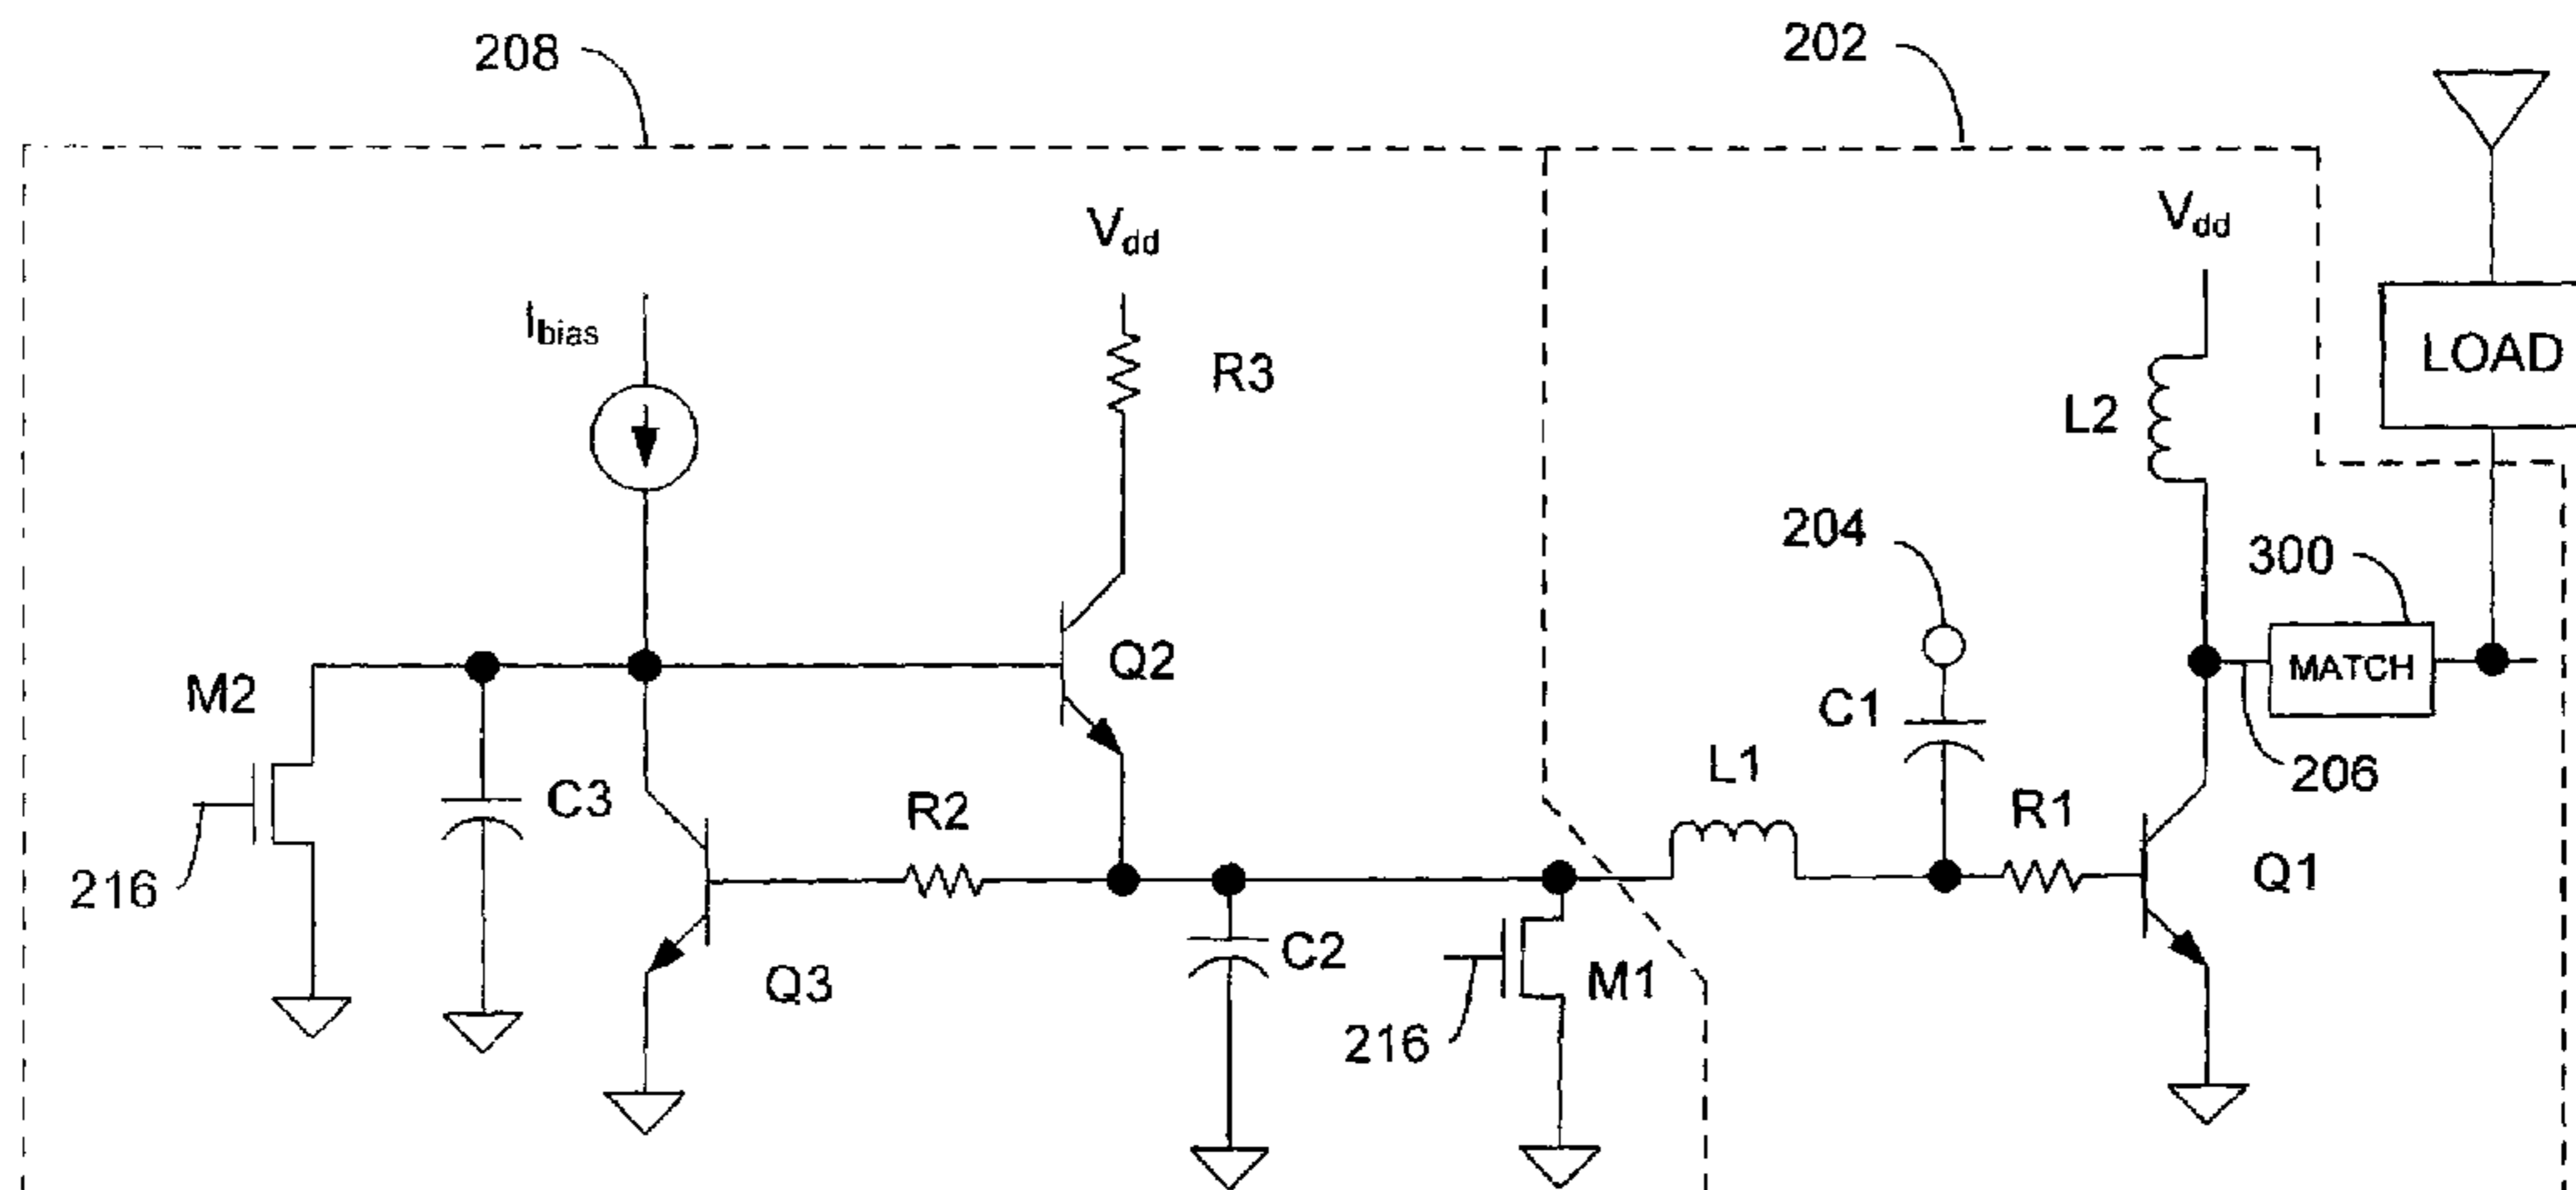 208
202
Vdd
Vdd
Ibias
R3
LOAD
L2
204
300
Q2
MATCH
M2
C1
L1
206
C3
R2
R1
216
Q1
C2
Q3
M1
216